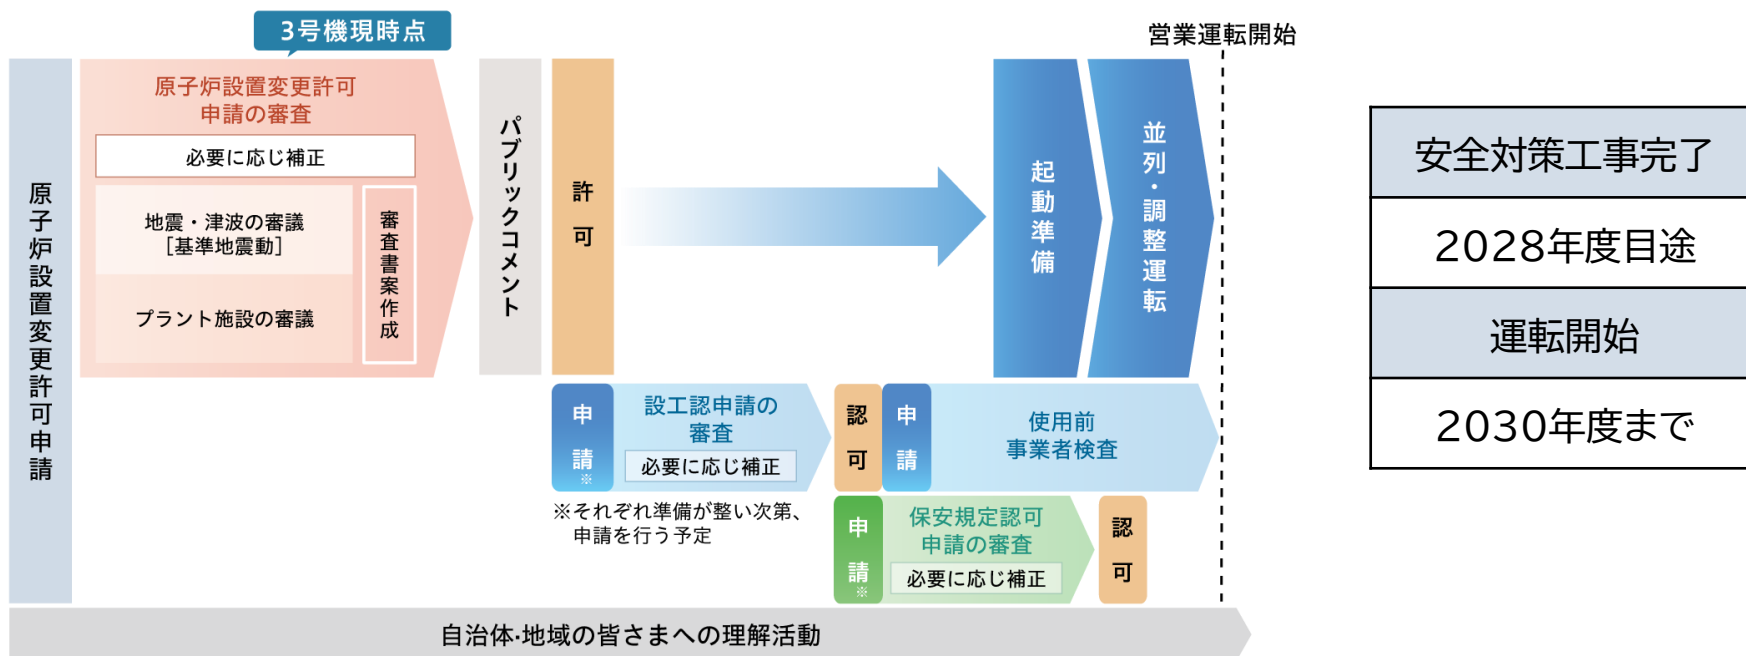 3号機現時点
営業運転開始
原子炉設置変更許可申請
原子炉設置変更許可
申請の審査
必要に応じ補正
地震・津波の審議
[基準地震動]
プラント施設の審議
審査書案作成
パブリックコメント
許可
起動準備
並列・調整運転
申請※
設工認申請の
審査
必要に応じ補正
認可
申請
使用前
事業者検査
※それぞれ準備が整い次第、
申請を行う予定
申請※
保安規定認可
申請の審査
必要に応じ補正
認可
自治体・地域の皆さまへの理解活動
安全対策工事完了
2028年度目途
運転開始
2030年度まで